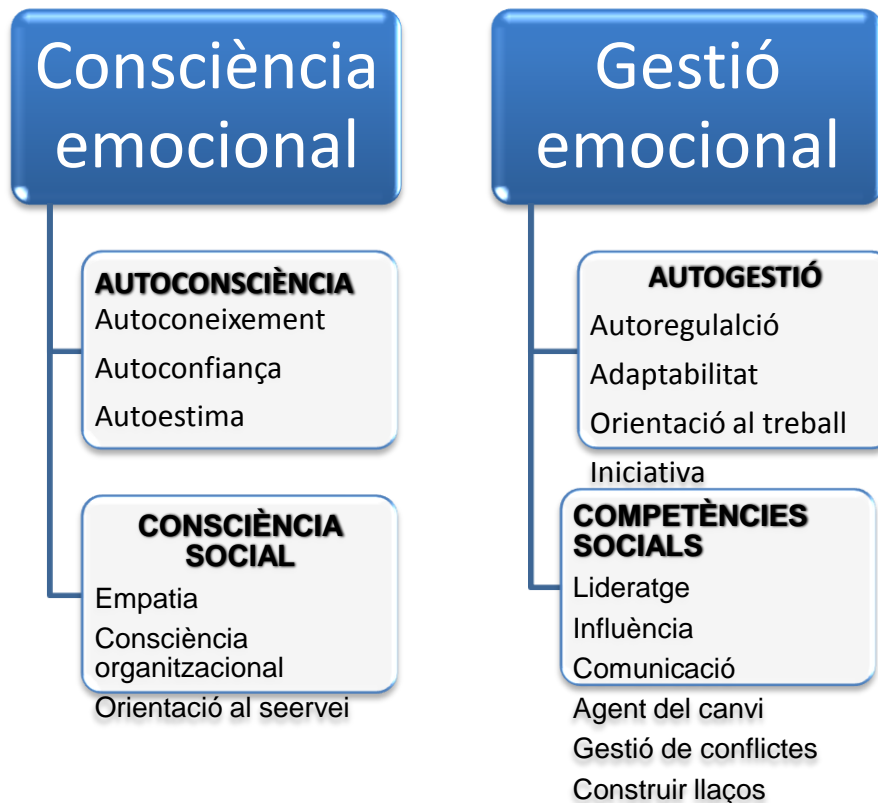 Consciència
emocional
AUTOCONSCIÈNCIA
Autoconeixement
Autoconfiança
Autoestima
CONSCIÈNCIA
SOCIAL
Empatia
Consciència
organitzacional
Orientació al seervei
Gestió
emocional
AUTOGESTIÓ
Autoregulalció
Adaptabilitat
Orientació al treball
Iniciativa
COMPETÈNCIES
SOCIALS
Lideratge
Influència
Comunicació
Agent del canvi
Gestió de conflictes
Construir llaços